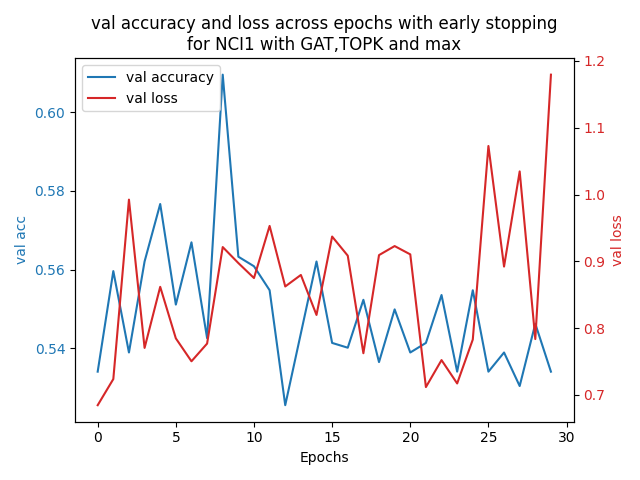 val accuracy and loss across epochs with early stopping
for NCI1 with GAT,TOPK and max
val accuracy
val loss
0.60
0.58
0.56
0.54
val acc
1.2
1.1
1.0
0.9
0.8
0.7
val loss
0 5 10 15 20 25 30
Epochs